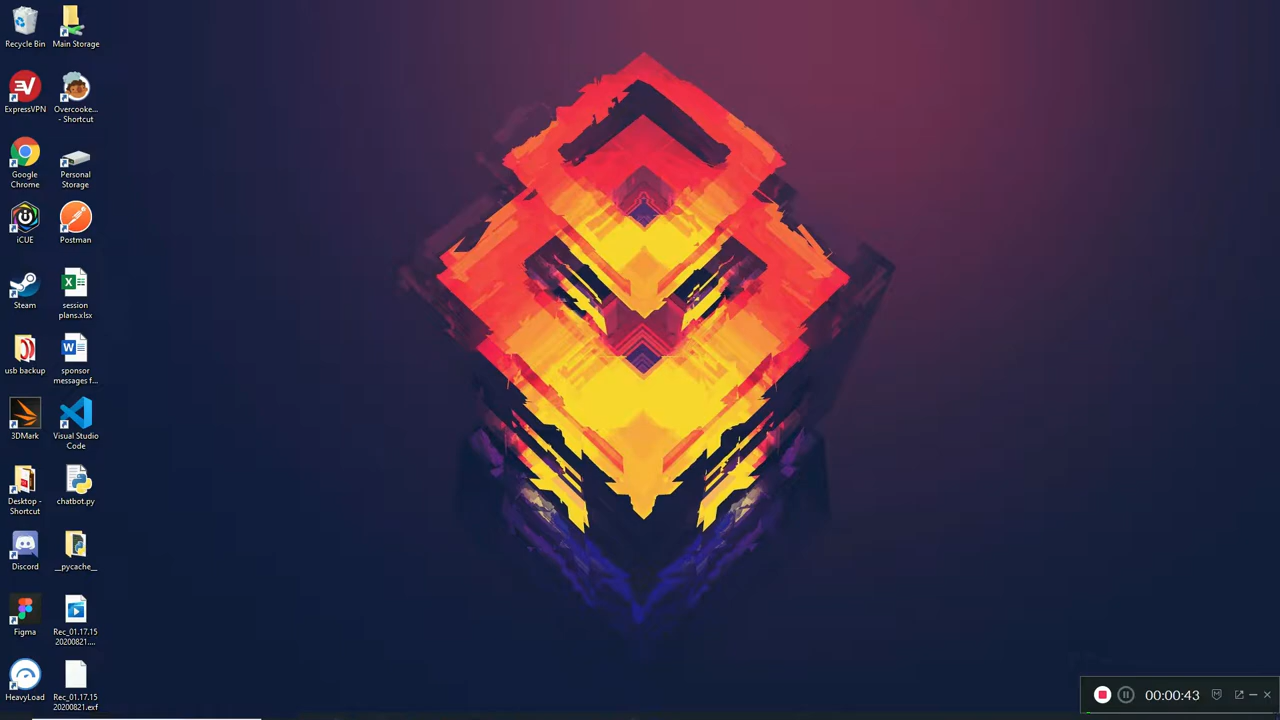 Recycle Bin
Main Storage
ExpressVPN
Overcooke...
- Shortcut
Google
Chrome
Personal
Storage
iCUE
Postman
Steam
session
plans.xlsx
usb backup
sponsor
messages f...
3DMark
Visual Studio
Code
Desktop -
Shortcut
chatbot.py
Discord
__pycache__
Figma
Rec_01.17.15
20200821....
HeavyLoad
Rec_01.17.15
20200821.exf
00:00:43